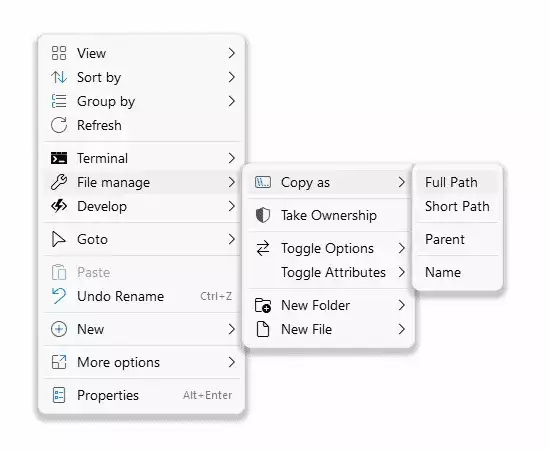 View
Sort by
Group by
Refresh
Terminal
File manage
Develop
Goto
Paste
Undo Rename Ctrl+Z
New
More options
Properties Alt+Enter
Copy as
Take Ownership
Toggle Options
Toggle Attributes
New Folder
New File
Full Path
Short Path
Parent
Name